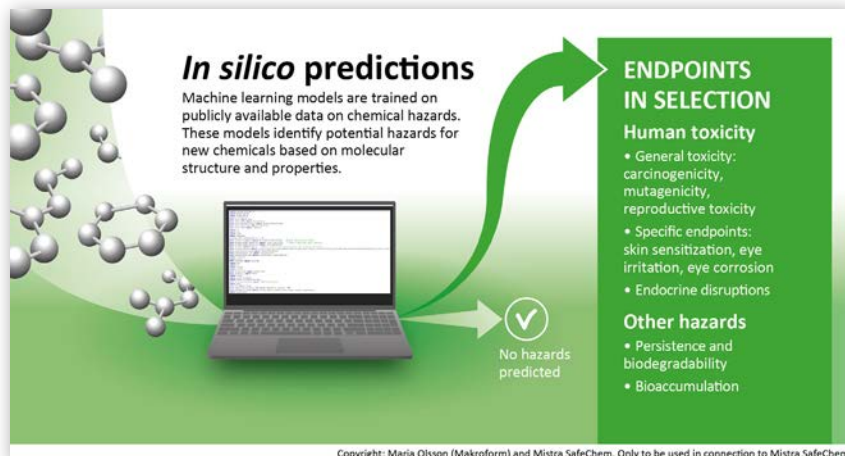 In silico predictions
Machine learning models are trained on
publicly available data on chemical hazards.
These models identify potential hazards for
new chemicals based on molecular
structure and properties.
No hazards
predicted
ENDPOINTS
IN SELECTION
Human toxicity
• General toxicity:
carcinogenicity,
mutagenicity,
reproductive toxicity
• Specific endpoints:
skin sensitization, eye
irritation, eye corrosion
• Endocrine disruptions
Other hazards
• Persistence and
biodegradability
• Bioaccumulation
Copyright: Maria Olsson (Makroform) and Mistra SafeChem. Only to be used in connection to Mistra SafeChem